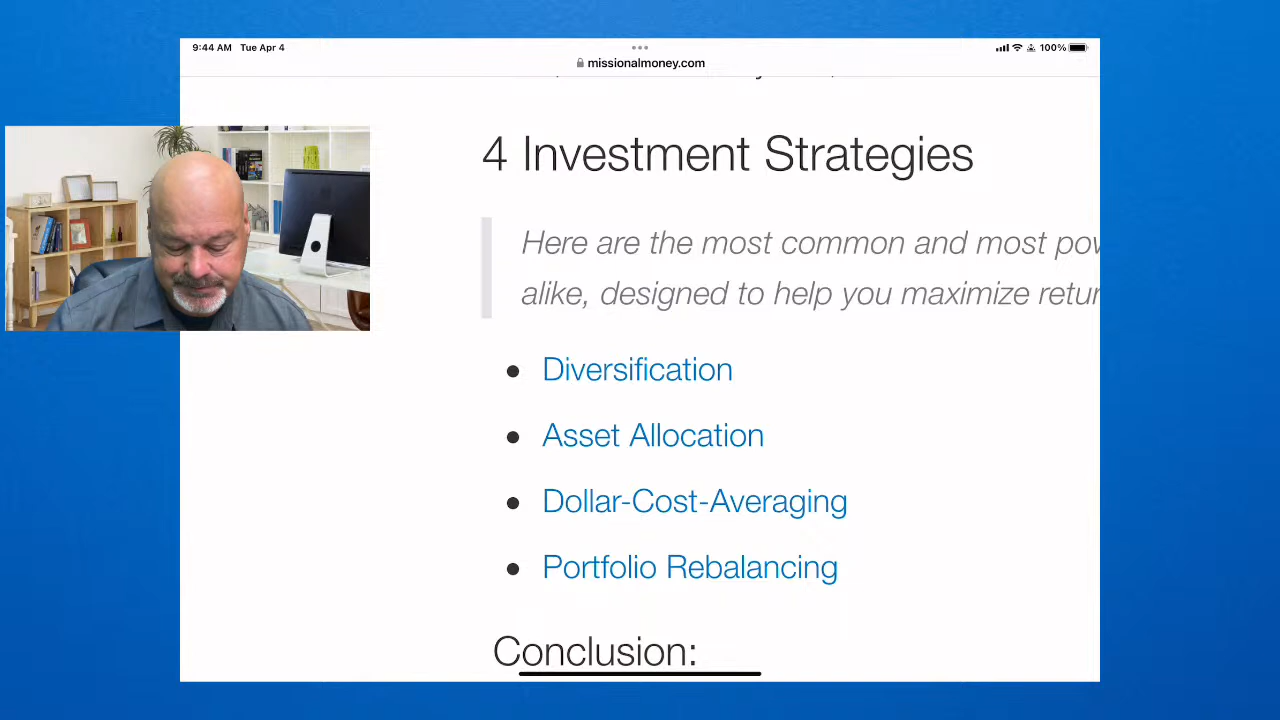 9:44 AM Tue Apr 4
100%
missionalmoney.com
4 Investment Strategies
Here are the most common and most pov
alike, designed to help you maximize retur
Diversification
Asset Allocation
Dollar-Cost-Averaging
Portfolio Rebalancing
Conclusion: